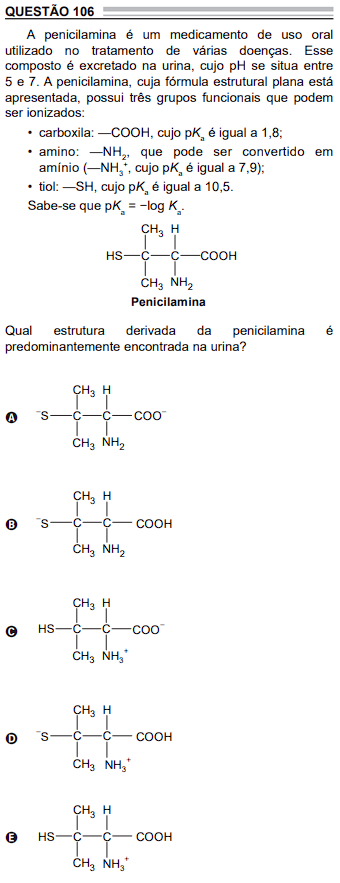 QUESTÃO 106
A penicilamina é um medicamento de uso oral
utilizado no tratamento de várias doenças. Esse
composto é excretado na urina, cujo pH se situa entre
5 e 7. A penicilamina, cuja fórmula estrutural plana está
apresentada, possui três grupos funcionais que podem
ser ionizados:
• carboxila: —COOH, cujo pKₐ é igual a 1,8;
• amino: —NH₂, que pode ser convertido em
amínio (—NH₃⁺, cujo pKₐ é igual a 7,9);
• tiol: —SH, cujo pKₐ é igual a 10,5.
Sabe-se que pKₐ = −log Kₐ.
CH₃ H
HS—C—C—COOH
CH₃ NH₂
Penicilamina
Qual estrutura derivada da penicilamina é
predominantemente encontrada na urina?
CH₃ H
A ⁻S—C—C—COO⁻
CH₃ NH₂
CH₃ H
B ⁻S—C—C—COOH
CH₃ NH₂
CH₃ H
C HS—C—C—COO⁻
CH₃ NH₃⁺
CH₃ H
D ⁻S—C—C—COOH
CH₃ NH₃⁺
CH₃ H
E HS—C—C—COOH
CH₃ NH₃⁺